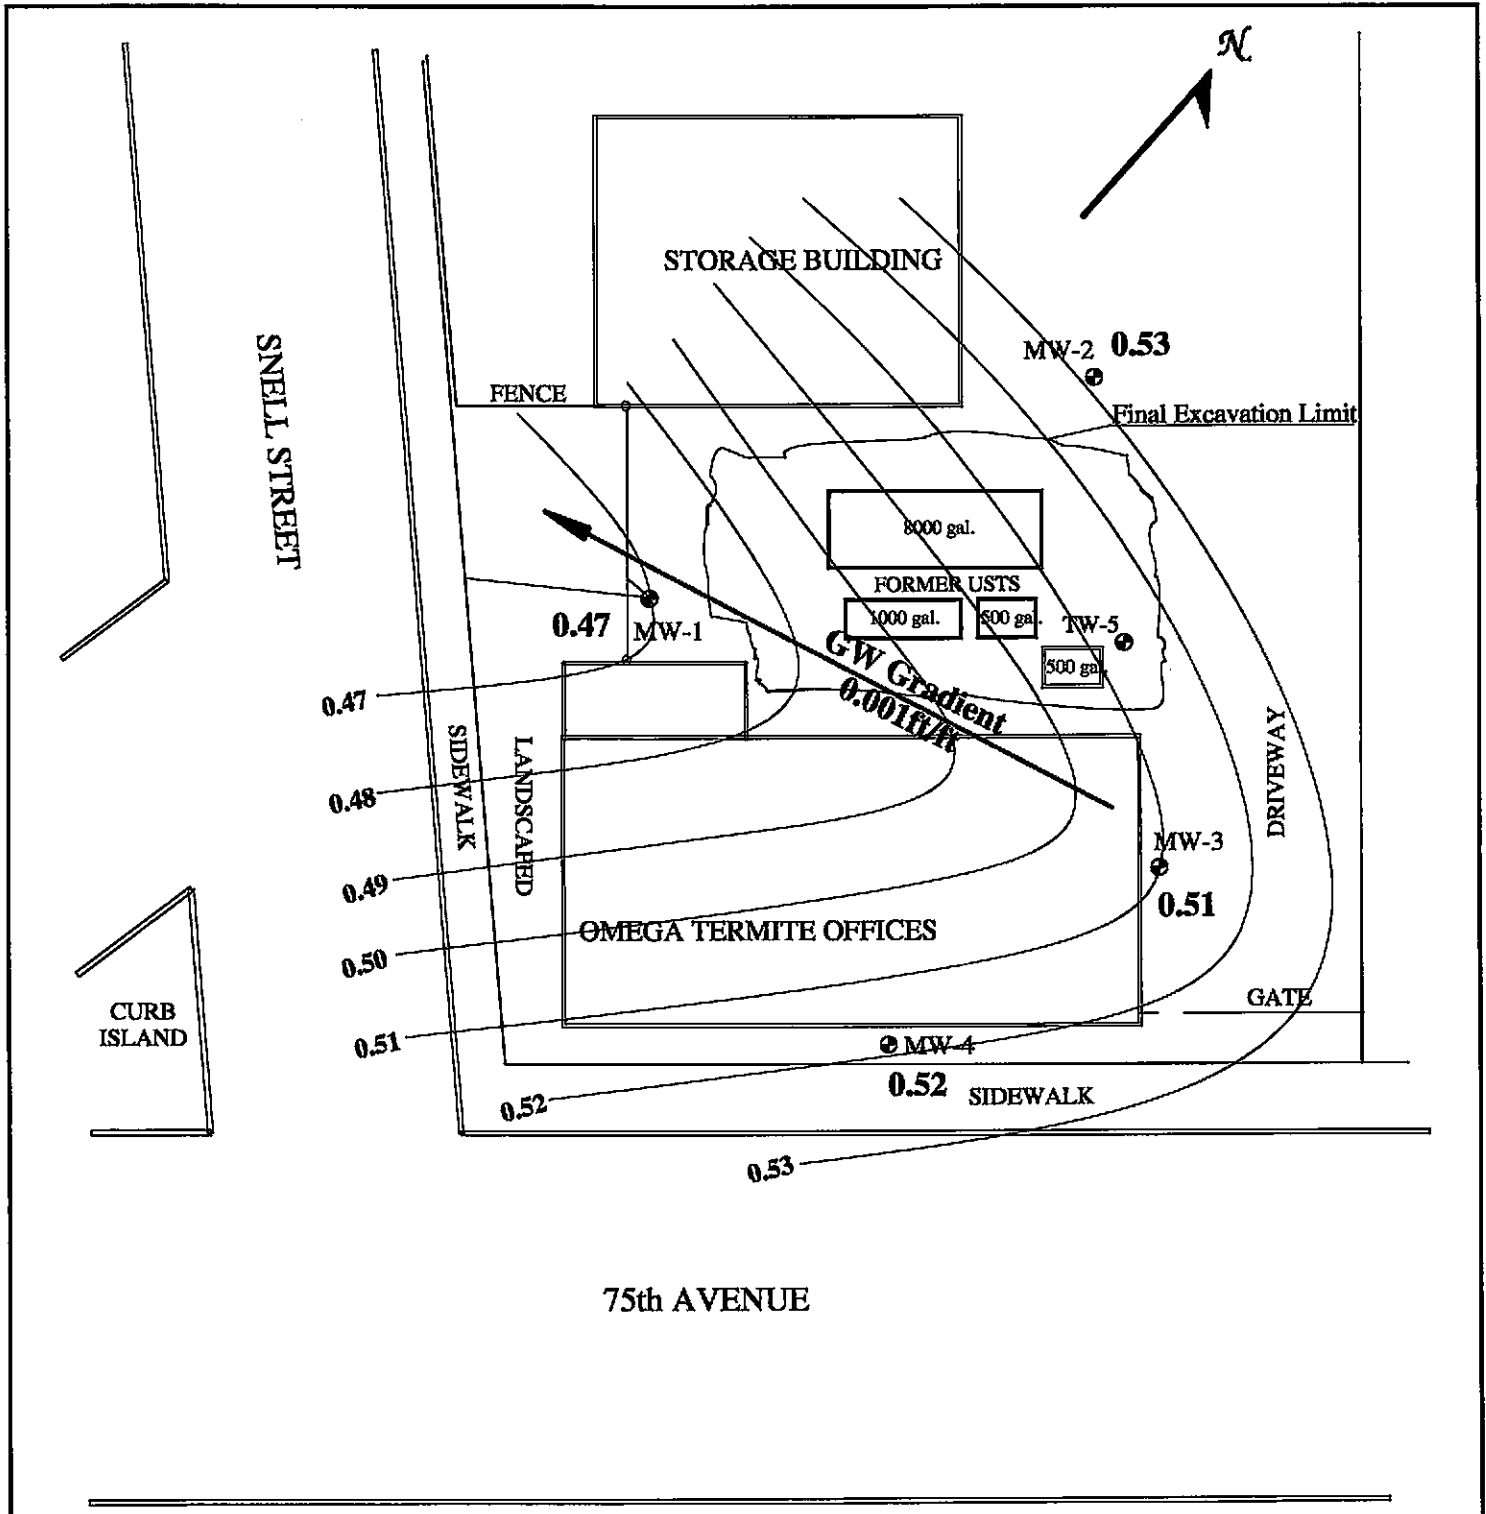 N
STORAGE BUILDING
SNELL STREET
MW-2 0.53
FENCE
Final Excavation Limit
8000 gal.
FORMER USTS
1000 gal.
500 gal.
TW-5
500 gal.
0.47
MW-1
GW Gradient
0.001ft/ft
0.47
SIDEWALK
LANDSCAPED
DRIVEWAY
0.48
MW-3
0.49
0.51
OMEGA TERMITE OFFICES
0.50
GATE
CURB
ISLAND
0.51
MW-4
0.52
SIDEWALK
0.52
0.53
75th AVENUE